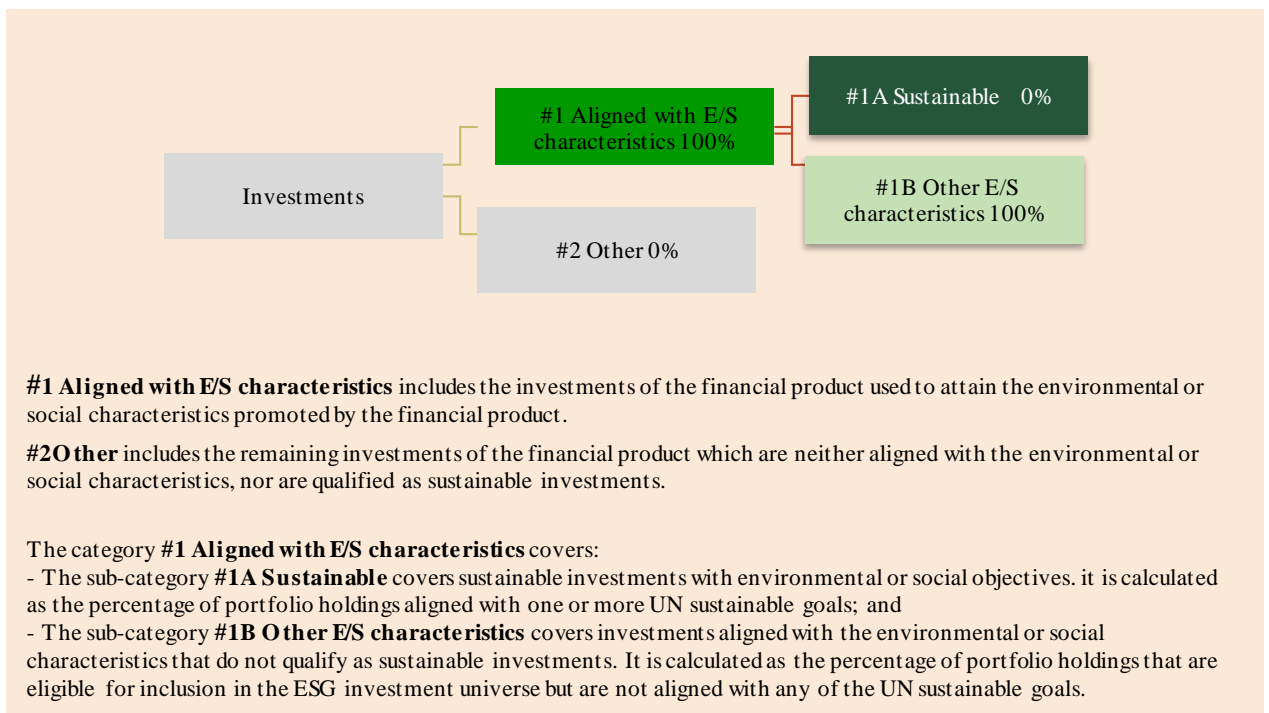 #1A Sustainable 0%
#1 Aligned with E/S
characteristics 100%
Investments
#1B Other E/S
characteristics 100%
#2 Other 0%
#1 Aligned with E/S characteristics includes the investments of the financial product used to attain the environmental or
social characteristics promoted by the financial product.
#2Other includes the remaining investments of the financial product which are neither aligned with the environmental or
social characteristics, nor are qualified as sustainable investments.
The category #1 Aligned with E/S characteristics covers:
- The sub-category #1A Sustainable covers sustainable investments with environmental or social objectives. it is calculated
as the percentage of portfolio holdings aligned with one or more UN sustainable goals; and
- The sub-category #1B Other E/S characteristics covers investments aligned with the environmental or social
characteristics that do not qualify as sustainable investments. It is calculated as the percentage of portfolio holdings that are
eligible for inclusion in the ESG investment universe but are not aligned with any of the UN sustainable goals.